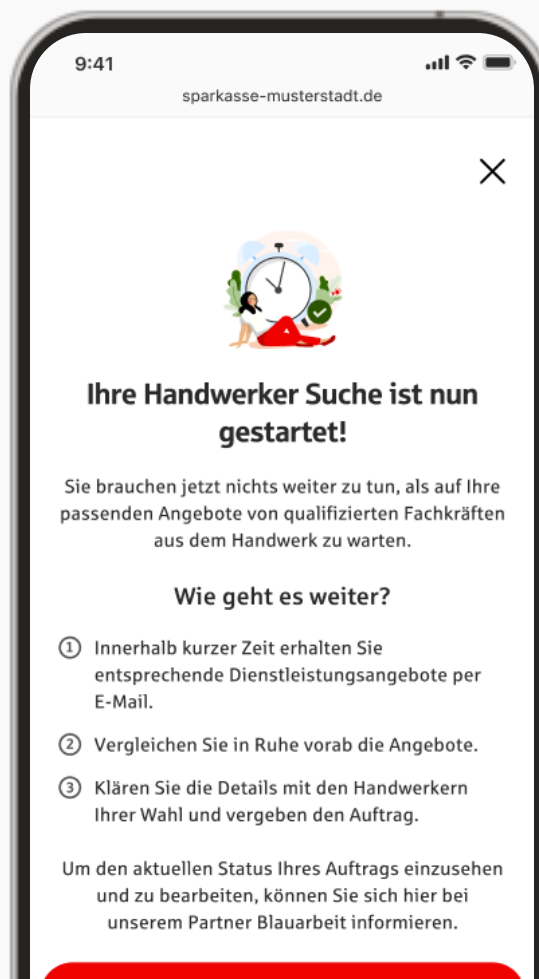 9:41
sparkasse-musterstadt.de
Ihre Handwerker Suche ist nun
gestartet!
Sie brauchen jetzt nichts weiter zu tun, als auf Ihre
passenden Angebote von qualifizierten Fachkräften
aus dem Handwerk zu warten.
Wie geht es weiter?
1 Innerhalb kurzer Zeit erhalten Sie
entsprechende Dienstleistungsangebote per
E-Mail.
2 Vergleichen Sie in Ruhe vorab die Angebote.
3 Klären Sie die Details mit den Handwerkern
Ihrer Wahl und vergeben den Auftrag.
Um den aktuellen Status Ihres Auftrags einzusehen
und zu bearbeiten, können Sie sich hier bei
unserem Partner Blauarbeit informieren.